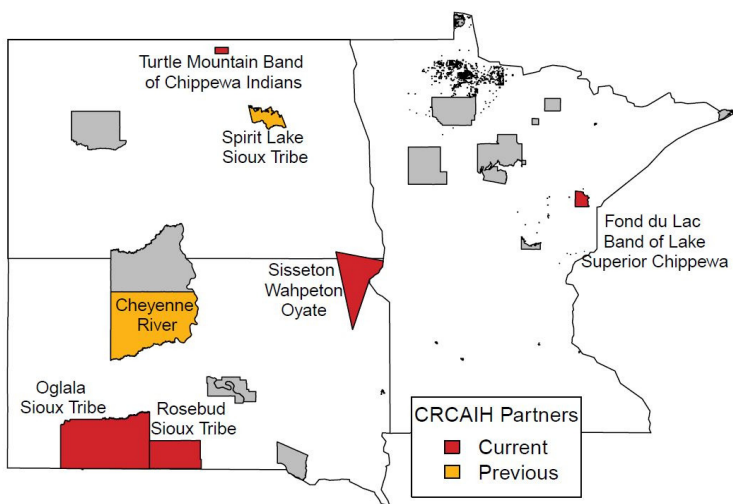 Turtle Mountain Band
of Chippewa Indians
Spirit Lake
Sioux Tribe
Fond du Lac
Band of Lake
Superior Chippewa
Sisseton
Wahpeton
Oyate
Cheyenne
River
Oglala
Sioux Tribe
Rosebud
Sioux Tribe
CRCAIH Partners
Current
Previous